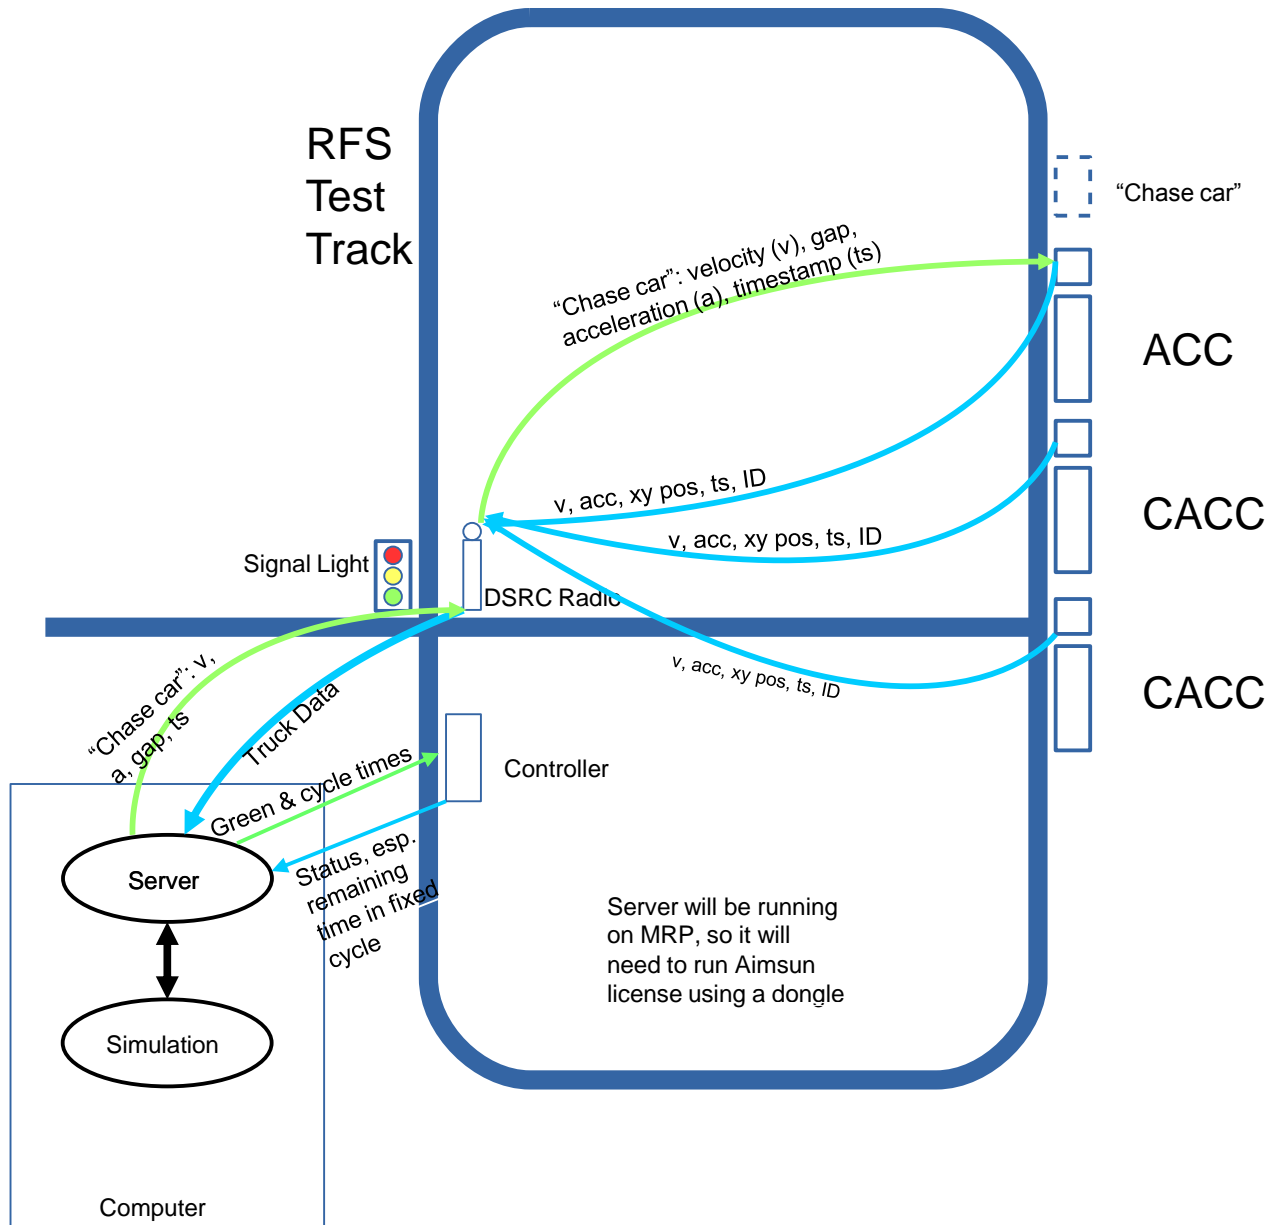 RFS
Test
Track
“Chase car”
“Chase car”: velocity (v), gap,
acceleration (a), timestamp (ts)
ACC
v, acc, xy pos, ts, ID
CACC
v, acc, xy pos, ts, ID
Signal Light
DSRC Radio
v, acc, xy pos, ts, ID
CACC
“Chase car”: v,
a, gap, ts
Truck Data
Green & cycle times
Controller
Status, esp.
remaining
time in fixed
cycle
Server
Server will be running
on MRP, so it will
need to run Aimsun
license using a dongle
Simulation
Computer